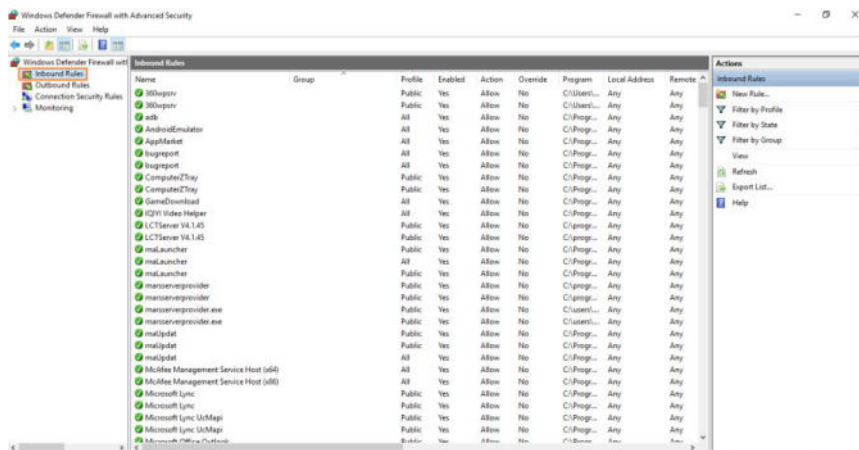 Windows Defender Firewall with Advanced Security
File Action View Help
Windows Defender Firewall with
Inbound Rules
Outbound Rules
Connection Security Rules
Monitoring
Inbound Rules
Name Group Profile Enabled Action Override Program Local Address Remote
360wpsrv Public Yes Allow No C:\Users\... Any Any
360wpsrv Public Yes Allow No C:\Users\... Any Any
adb All Yes Allow No C:\Progr... Any Any
AndroidEmulator All Yes Allow No C:\Progr... Any Any
AppMarket All Yes Allow No C:\Progr... Any Any
bugreport All Yes Allow No C:\Progr... Any Any
bugreport All Yes Allow No C:\Progr... Any Any
ComputerZTray Public Yes Allow No C:\Progr... Any Any
ComputerZTray Public Yes Allow No C:\Progr... Any Any
GameDownload All Yes Allow No C:\Progr... Any Any
IQIYI Video Helper All Yes Allow No C:\Progr... Any Any
LCTServer V4.1.45 Public Yes Allow No C:\progr... Any Any
LCTServer V4.1.45 Public Yes Allow No C:\progr... Any Any
maLauncher Public Yes Allow No C:\Progr... Any Any
maLauncher All Yes Allow No C:\Progr... Any Any
maLauncher Public Yes Allow No C:\Progr... Any Any
marsserverprovider Public Yes Allow No C:\progr... Any Any
marsserverprovider Public Yes Allow No C:\progr... Any Any
marsserverprovider.exe Public Yes Allow No C:\users\... Any Any
marsserverprovider.exe Public Yes Allow No C:\users\... Any Any
maUpdat Public Yes Allow No C:\Progr... Any Any
maUpdat Public Yes Allow No C:\Progr... Any Any
maUpdat All Yes Allow No C:\Progr... Any Any
McAfee Management Service Host (x64) All Yes Allow No C:\Progr... Any Any
McAfee Management Service Host (x86) All Yes Allow No C:\Progr... Any Any
Microsoft Lync Public Yes Allow No C:\Progr... Any Any
Microsoft Lync Public Yes Allow No C:\Progr... Any Any
Microsoft Lync UcMapi Public Yes Allow No C:\Progr... Any Any
Microsoft Lync UcMapi Public Yes Allow No C:\Progr... Any Any
Microsoft Office Outlook Public Yes Allow No C:\Progr... Any Any
Actions
Inbound Rules
New Rule...
Filter by Profile
Filter by State
Filter by Group
View
Refresh
Export List...
Help